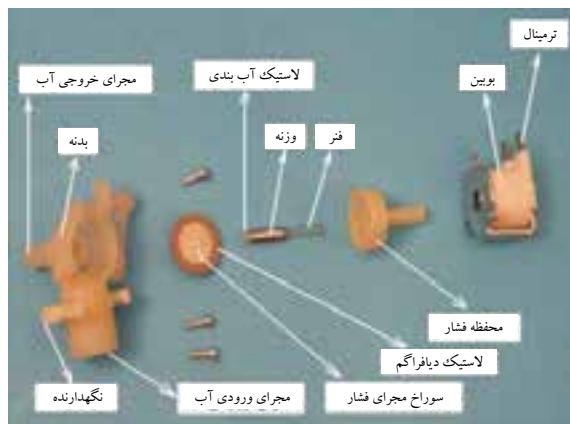 ترمینال
بوبین
لاستیک آب بندی
مجرای خروجی آب
فنر
وزنه
بدنه
محفظه فشار
لاستیک دیافراگم
سوراخ مجرای فشار
مجرای ورودی آب
نگهدارنده